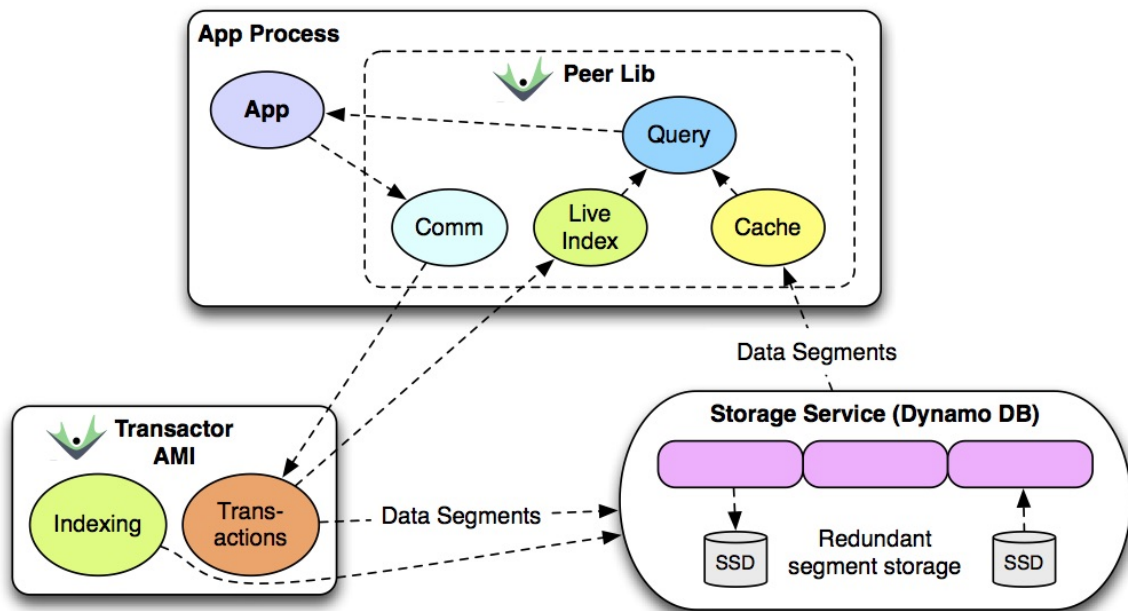 App Process
Peer Lib
App
Query
Comm
Live
Index
Cache
Data Segments
Transactor
AMI
Indexing
Trans-
actions
Data Segments
Storage Service (Dynamo DB)
SSD
Redundant
segment storage
SSD